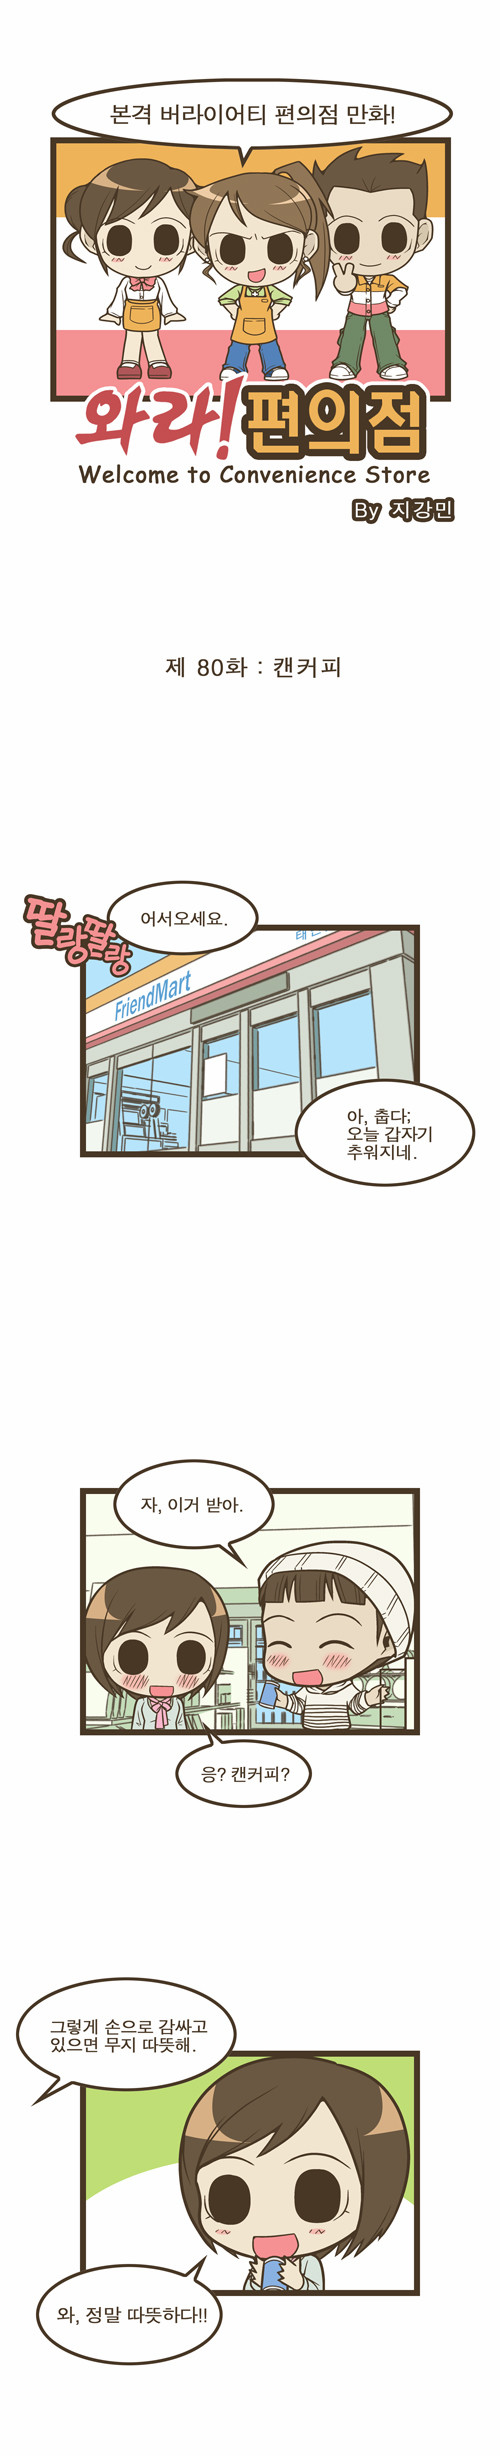 본격 버라이어티 편의점 만화!
와라! 편의점
Welcome to Convenience Store
By 지강민
제 80화 : 캔커피
딸랑딸랑
어서오세요.
FriendMart
아, 춥다;
오늘 갑자기
추워지네.
자, 이거 받아.
응? 캔커피?
그렇게 손으로 감싸고
있으면 무지 따뜻해.
와, 정말 따뜻하다!!